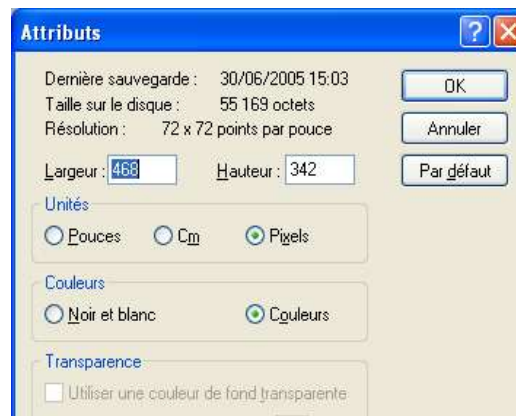 Attributs
Dernière sauvegarde : 30/06/2005 15:03
Taille sur le disque : 55 169 octets
Résolution : 72 x 72 points par pouce
Largeur : 468 Hauteur : 342
OK
Annuler
Par défaut
Unités
Pouces Cm Pixels
Couleurs
Noir et blanc Couleurs
Transparence
Utiliser une couleur de fond transparente